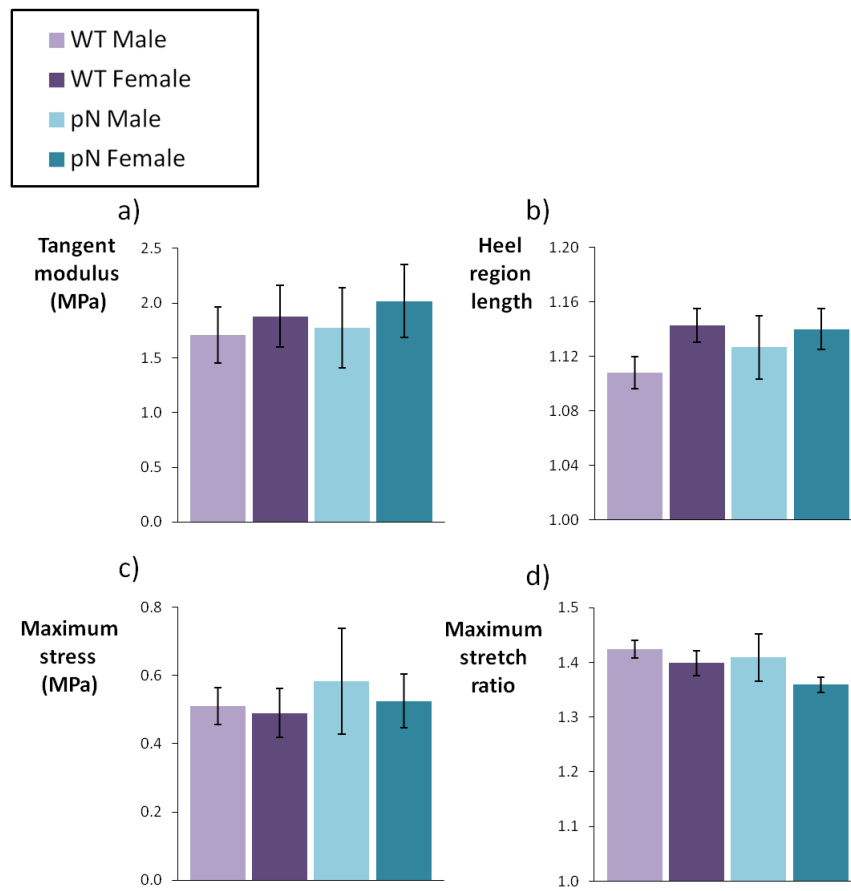 WT Male
WT Female
pN Male
pN Female
a)
Tangent
modulus
(MPa)
2.5
2.0
1.5
1.0
0.5
0.0
b)
Heel
region
length
1.20
1.16
1.12
1.08
1.04
1.00
c)
Maximum
stress
(MPa)
0.8
0.6
0.4
0.2
0.0
d)
Maximum
stretch
ratio
1.5
1.4
1.3
1.2
1.1
1.0